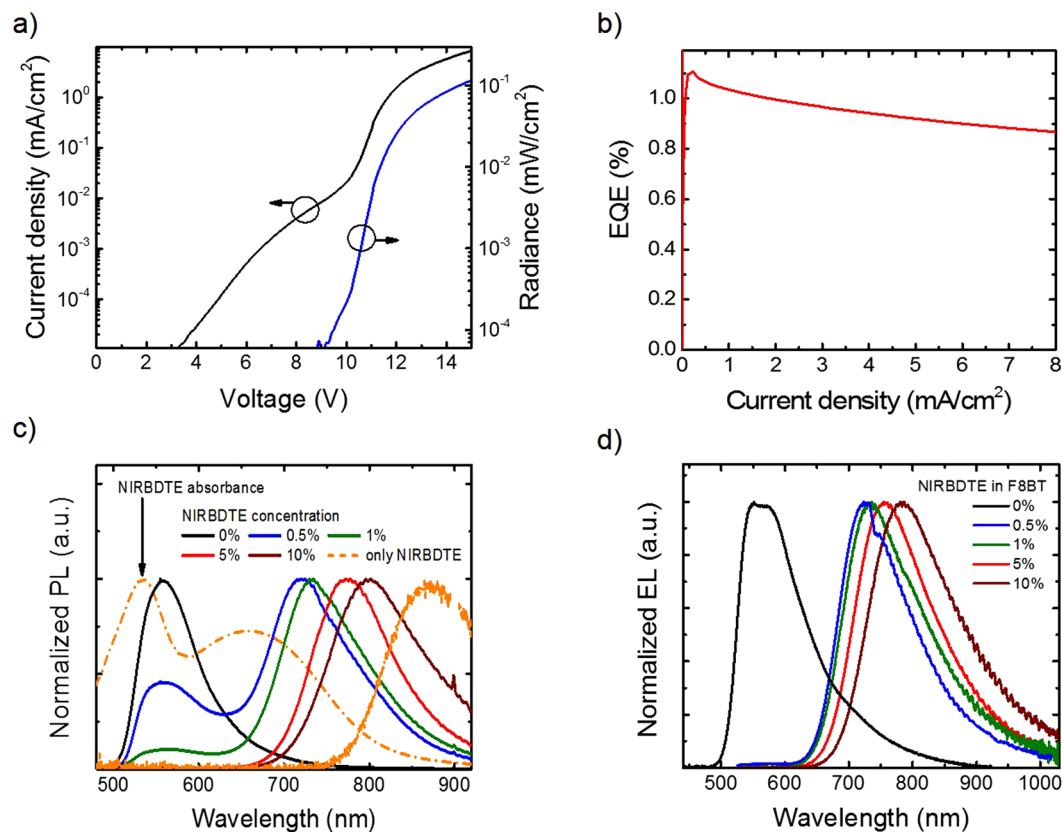 a)
Current density (mA/cm²)
10⁰
10⁻¹
10⁻²
10⁻³
10⁻⁴
0 2 4 6 8 10 12 14
Voltage (V)
10⁻¹
10⁻²
10⁻³
10⁻⁴
Radiance (mW/cm²)
b)
EQE (%)
1.0
0.8
0.6
0.4
0.2
0.0
0 1 2 3 4 5 6 7 8
Current density (mA/cm²)
c)
Normalized PL (a.u.)
NIRBDTE absorbance
NIRBDTE concentration
0% 0.5% 1%
5% 10% only NIRBDTE
500 600 700 800 900
Wavelength (nm)
d)
Normalized EL (a.u.)
NIRBDTE in F8BT
0%
0.5%
1%
5%
10%
500 600 700 800 900 1000
Wavelength (nm)